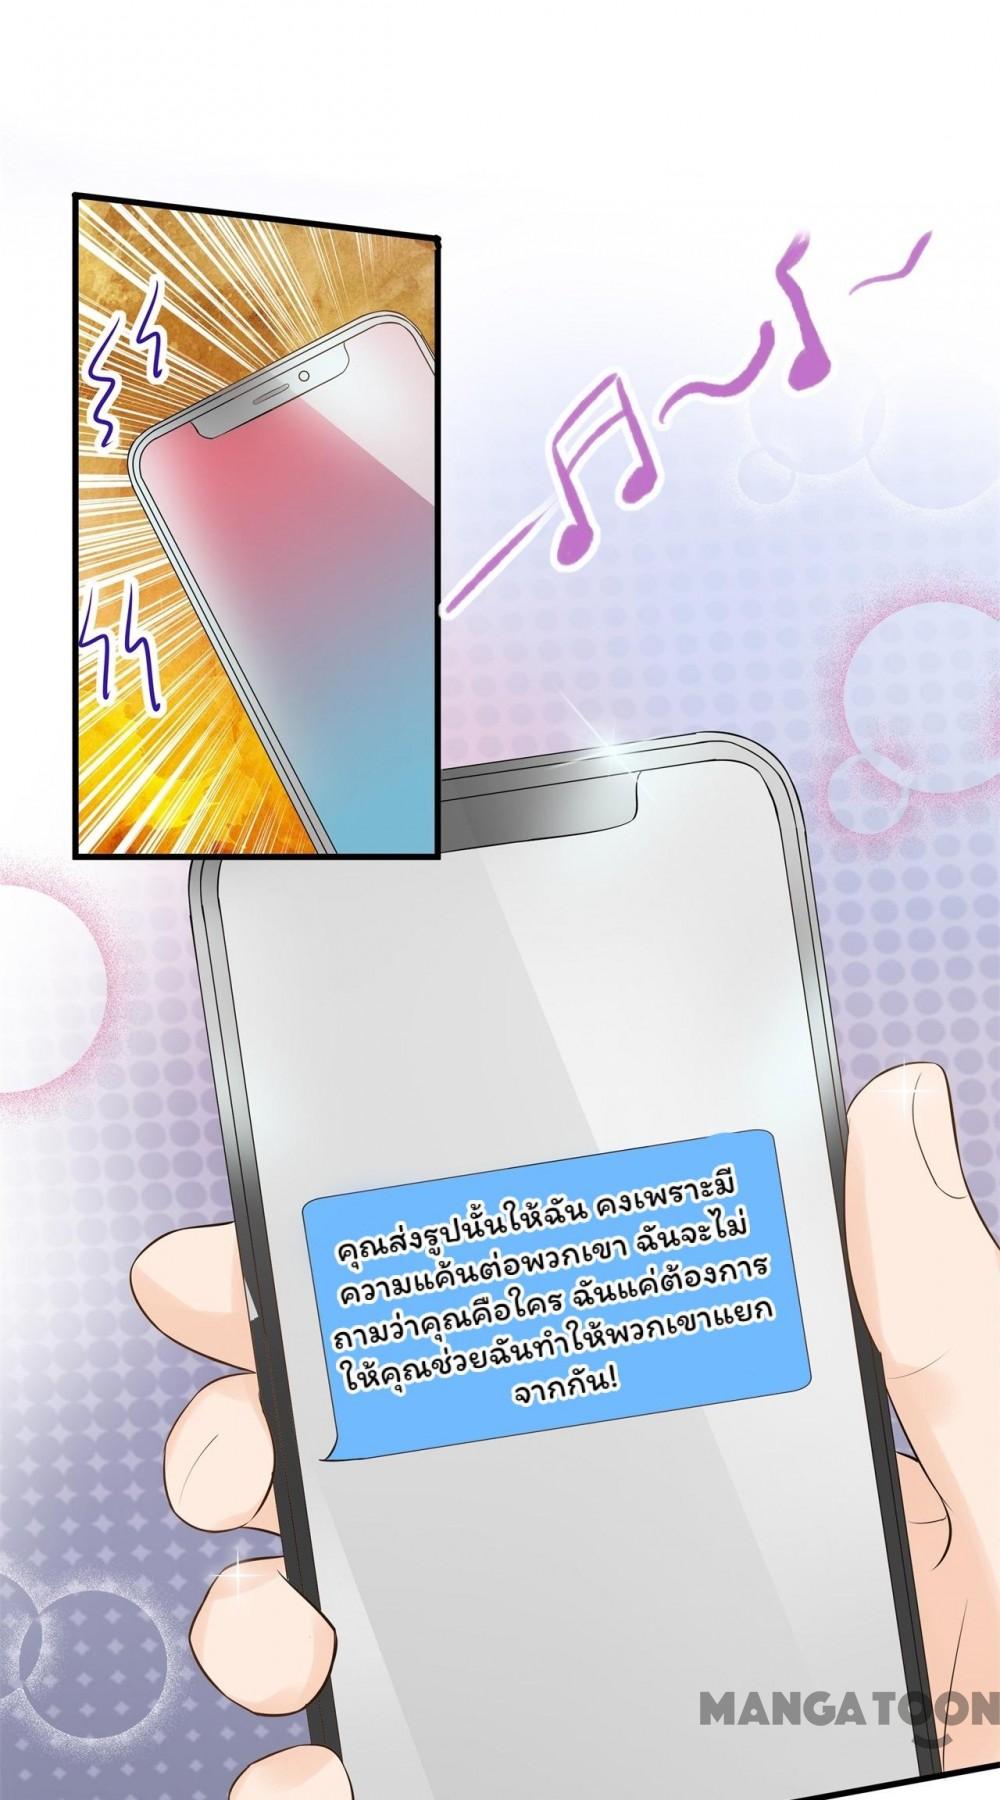 คุณส่งรูปนั้นให้ฉัน คงเพราะมี
ความแค้นต่อพวกเขา ฉันจะไม่
ถามว่าคุณคือใคร ฉันแค่ต้องการ
ให้คุณช่วยฉันทำให้พวกเขาแยก
จากกัน!
MANGATOON